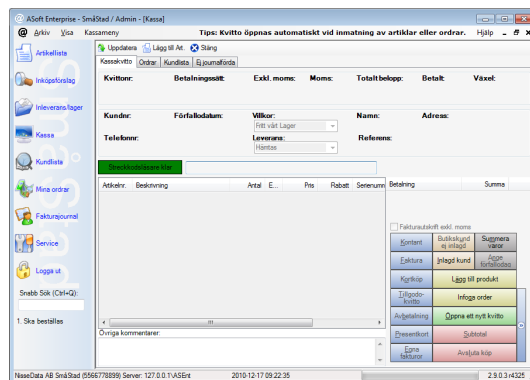 ASoft Enterprise - SmåStad / Admin - [Kassa]
Arkiv Visa Kassameny Tips: Kvitto öppnas automatiskt vid inmatning av artiklar eller ordrar. Hjälp
Uppdatera Lägg till Art. Stäng
Kassakvitto Ordrar Kundlista Ej journalförda
Artikellista
Inköpsförslag
Inleverans/lager
Kassa
Kundlista
Mina ordrar
Fakturajournal
Service
Logga ut
Snabb Sök (Ctrl+Q):
1. Ska beställas
Kvittonr: Betalningssätt: Exkl. moms: Moms: Totalt belopp: Betalt: Växel:
Kundnr: Förfallodatum: Villkor: Namn: Adress:
Fritt vårt Lager
Telefonnr: Leverans: Referens:
Hämtas
Streckkodsläsare klar
Artikelnr. Beskrivning Antal E... Pris Rabatt Serienumm
Betalning Summa
Fakturautskrift exkl. moms
Kontant Butikskund ej inlagd Summera varor
Faktura Inlagd kund Ange förfallodag
Kortköp Lägg till produkt
Tillgodo-kvitto Infoga order
Avbetalning Öppna ett nytt kvitto
Presentkort Subtotal
Egna fakturor Avsluta köp
Övriga kommentarer:
NisseData AB SmåStad (5566778899) Server: 127.0.0.1\ASEnt 2010-12-17 09:22:35 2.9.0.3 r4325